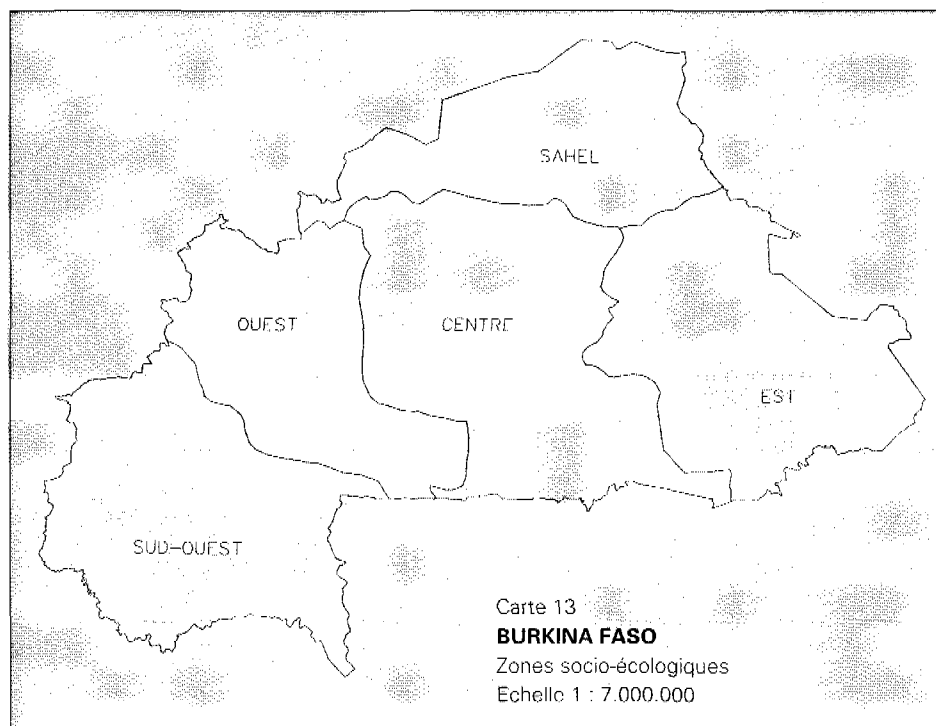 SAHEL
OUEST
CENTRE
EST
SUD-OUEST
Carte 13
BURKINA FASO
Zones socio-écologiques
Echelle 1 : 7.000.000